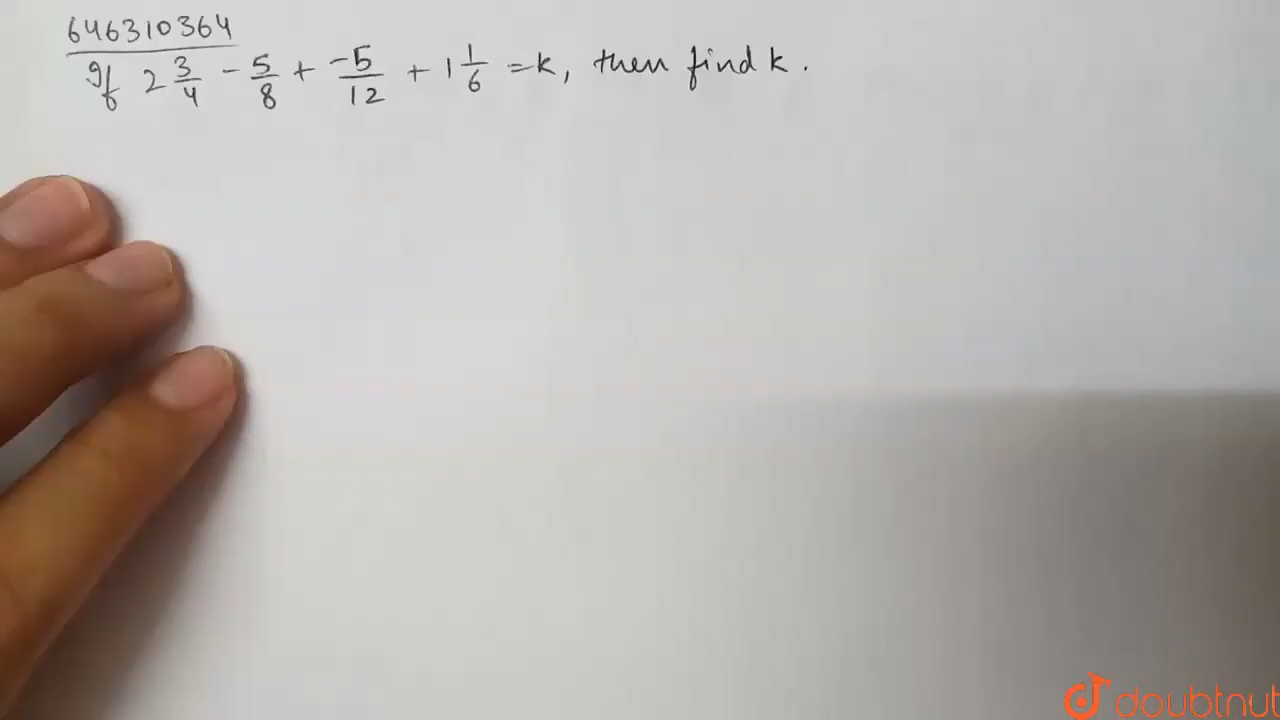 646310364
If 2 3/4 - 5/8 + -5/12 + 1 1/6 = k, then find k.
doubtnut